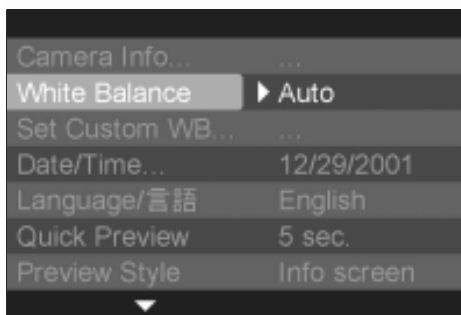 Camera Info... ...
White Balance Auto
Set Custom WB... ...
Date/Time... 12/29/2001
Language/言語 English
Quick Preview 5 sec.
Preview Style Info screen